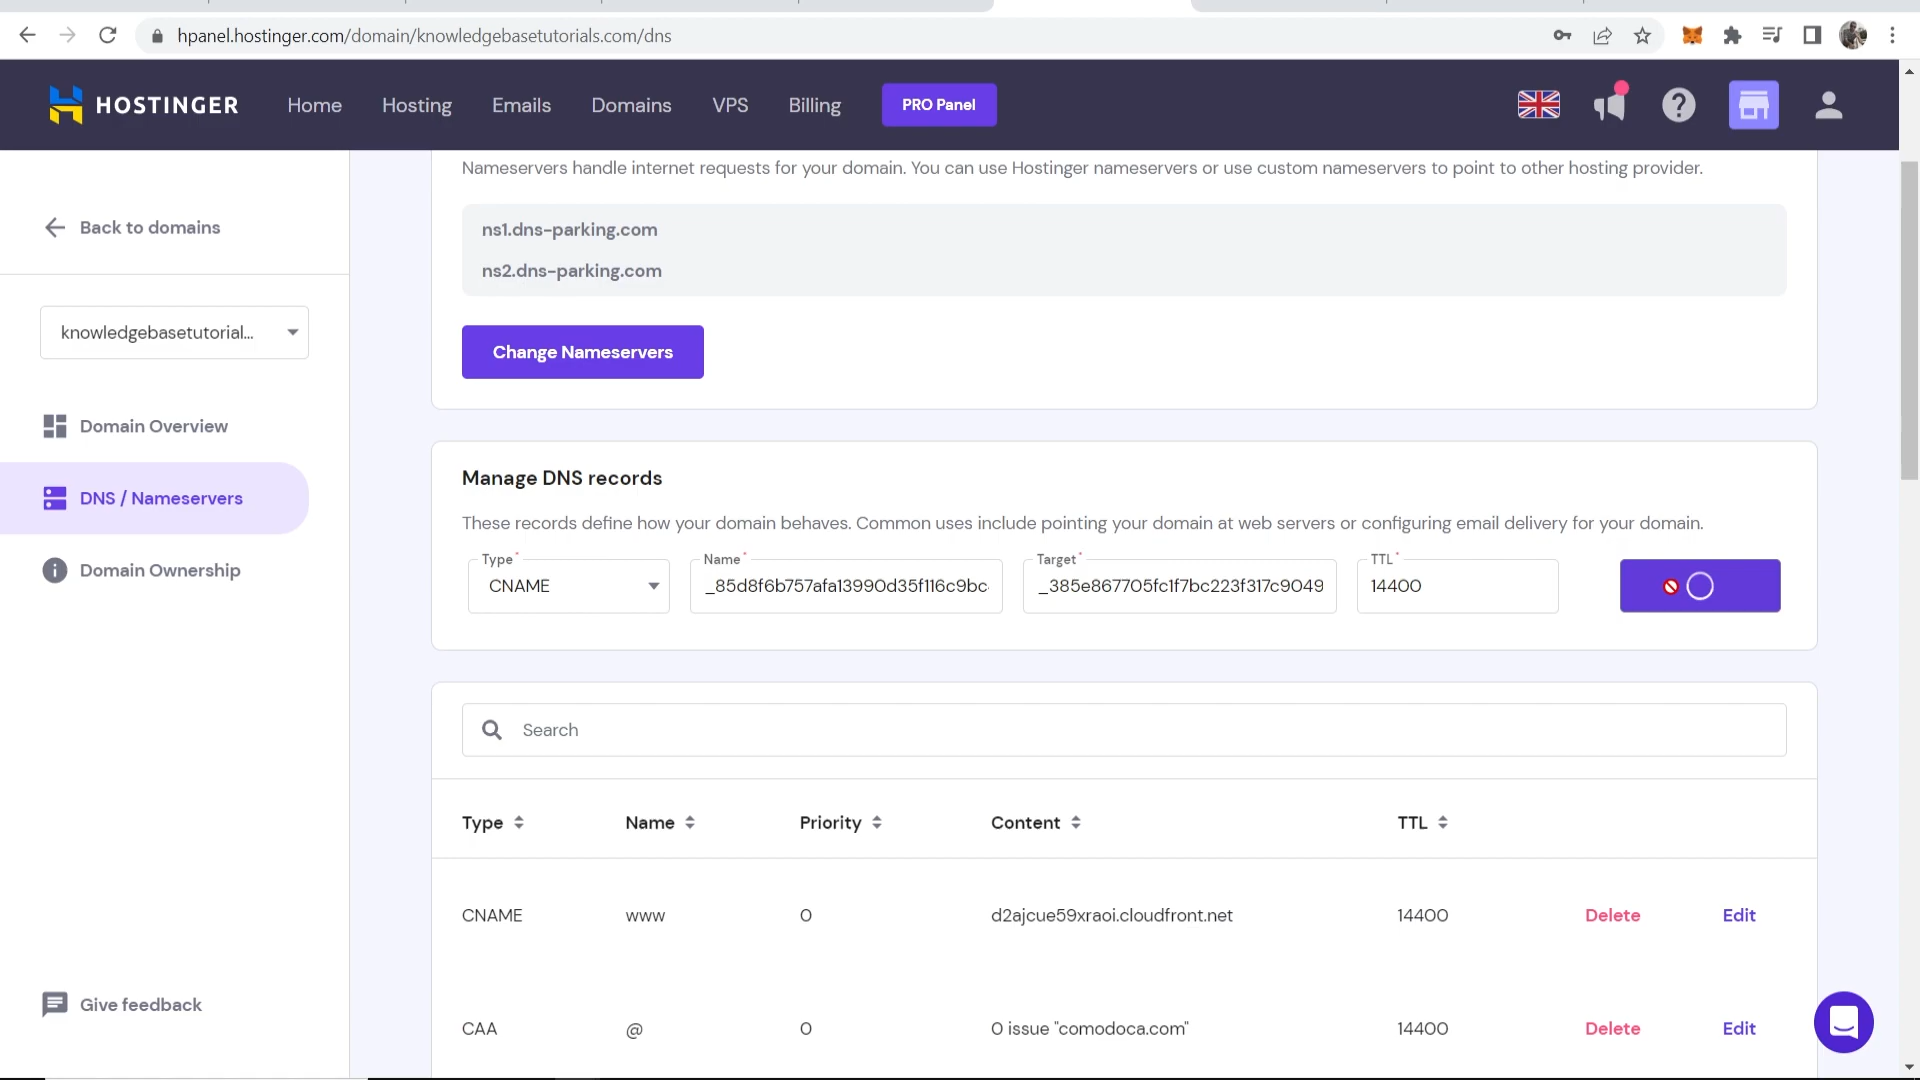 hpanel.hostinger.com/domain/knowledgebasetutorials.com/dns
HOSTINGER
Home
Hosting
Emails
Domains
VPS
Billing
PRO Panel
Back to domains
knowledgebasetutorial...
Domain Overview
DNS / Nameservers
Domain Ownership
Give feedback
Nameservers handle internet requests for your domain. You can use Hostinger nameservers or use custom nameservers to point to other hosting provider.
ns1.dns-parking.com
ns2.dns-parking.com
Change Nameservers
Manage DNS records
These records define how your domain behaves. Common uses include pointing your domain at web servers or configuring email delivery for your domain.
Type* Name* Target* TTL*
CNAME _85d8f6b757afa13990d35f116c9bc _385e867705fc1f7bc223f317c9049 14400
Search
Type Name Priority Content TTL
CNAME www 0 d2ajcue59xraoi.cloudfront.net 14400 Delete Edit
CAA @ 0 0 issue "comodoca.com" 14400 Delete Edit